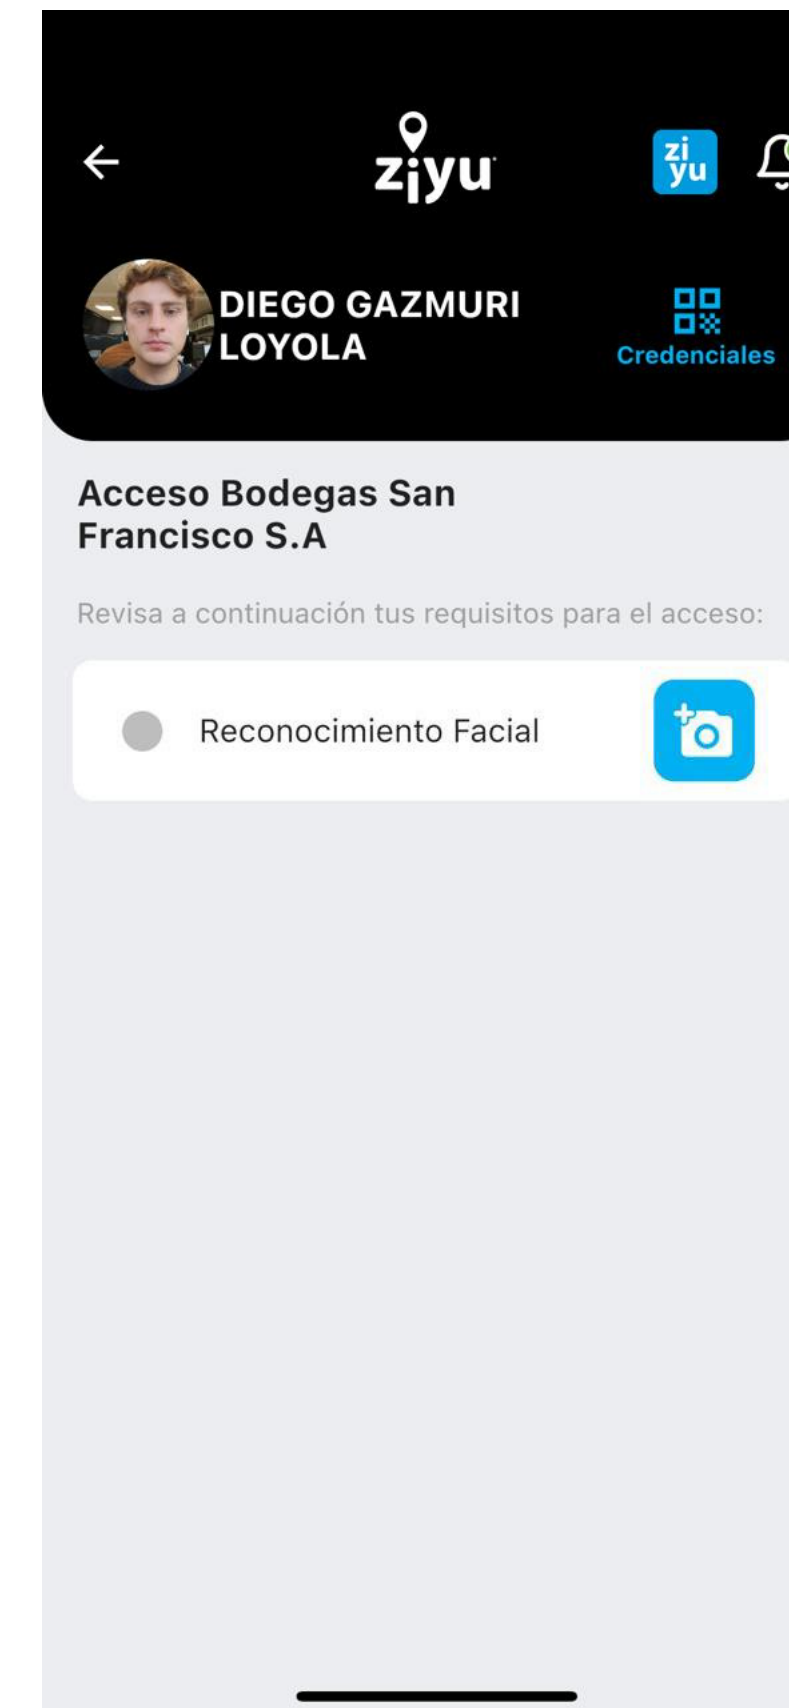 ziyu
zi
yu
DIEGO GAZMURI
LOYOLA
Credenciales
Acceso Bodegas San
Francisco S.A
Revisa a continuación tus requisitos para el acceso:
Reconocimiento Facial